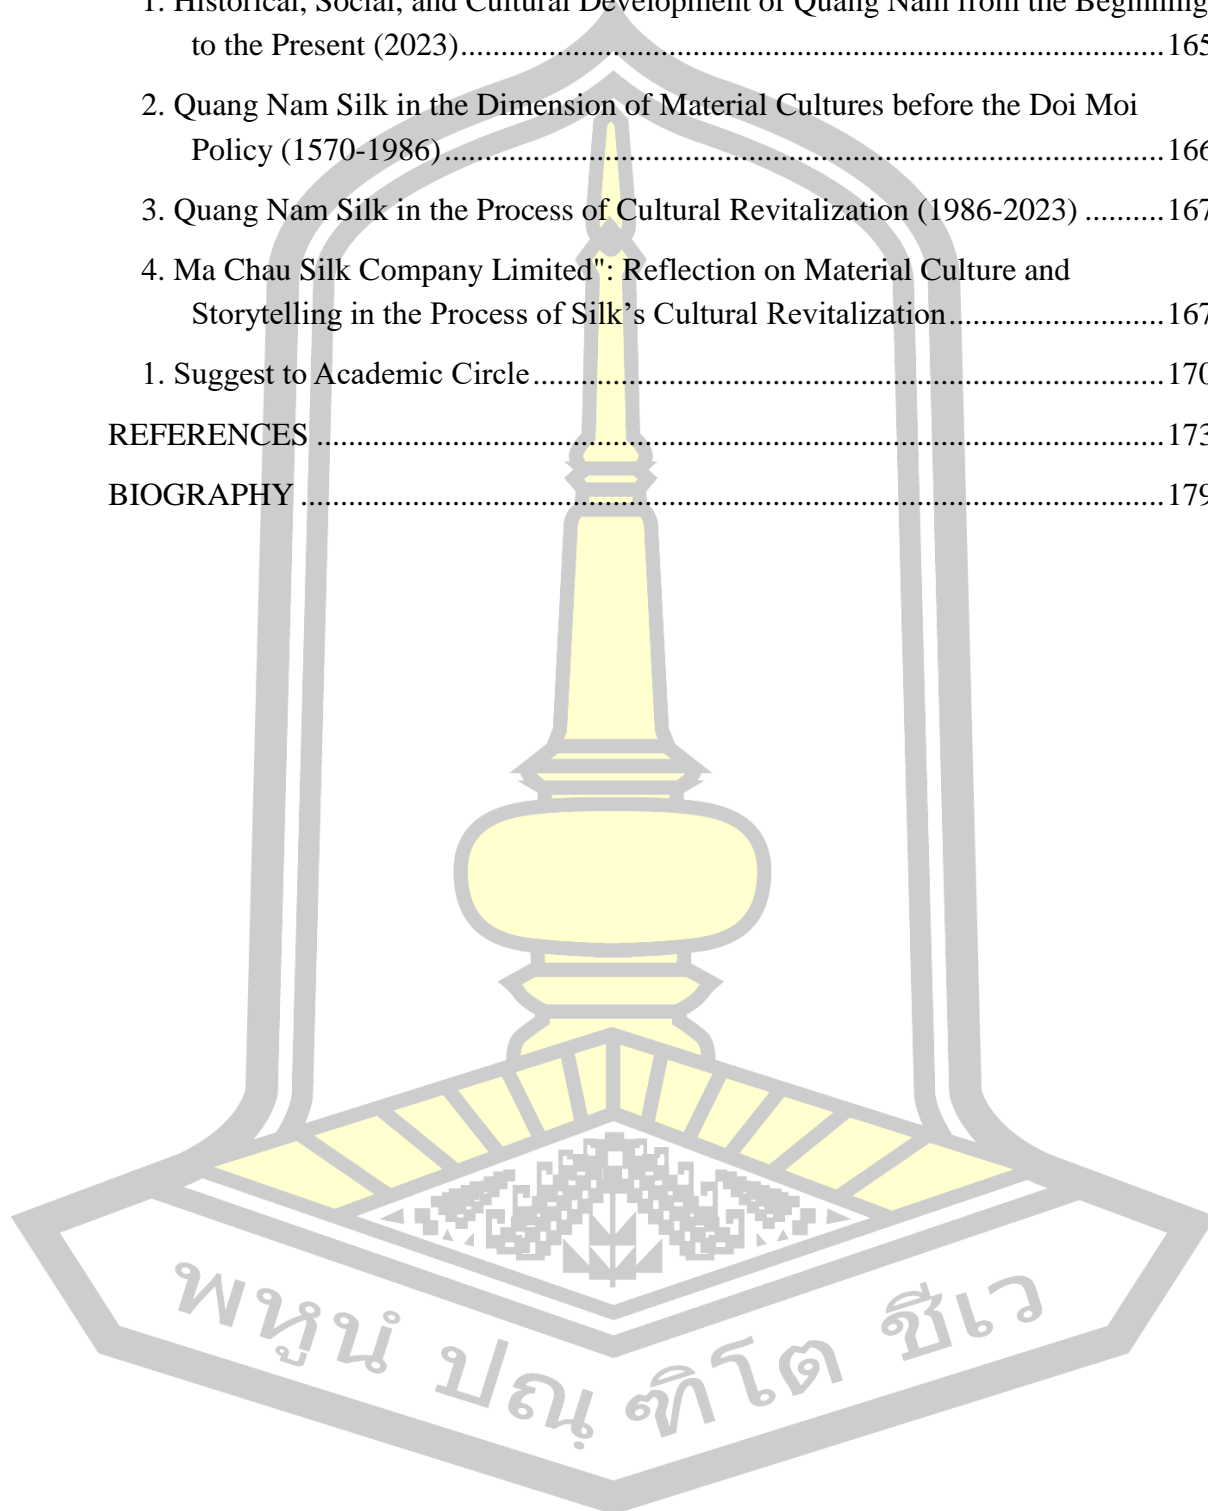 1. Historical, Social, and Cultural Development of Quang Nam from the Beginning
to the Present (2023)....................................................................................165
2. Quang Nam Silk in the Dimension of Material Cultures before the Doi Moi
Policy (1570-1986)......................................................................................166
3. Quang Nam Silk in the Process of Cultural Revitalization (1986-2023) ..........167
4. Ma Chau Silk Company Limited": Reflection on Material Culture and
Storytelling in the Process of Silk’s Cultural Revitalization..........................167
1. Suggest to Academic Circle............................................................................170
REFERENCES ......................................................................................................173
BIOGRAPHY ........................................................................................................179
พหูนํ ปณฺฑิโต ชีเว